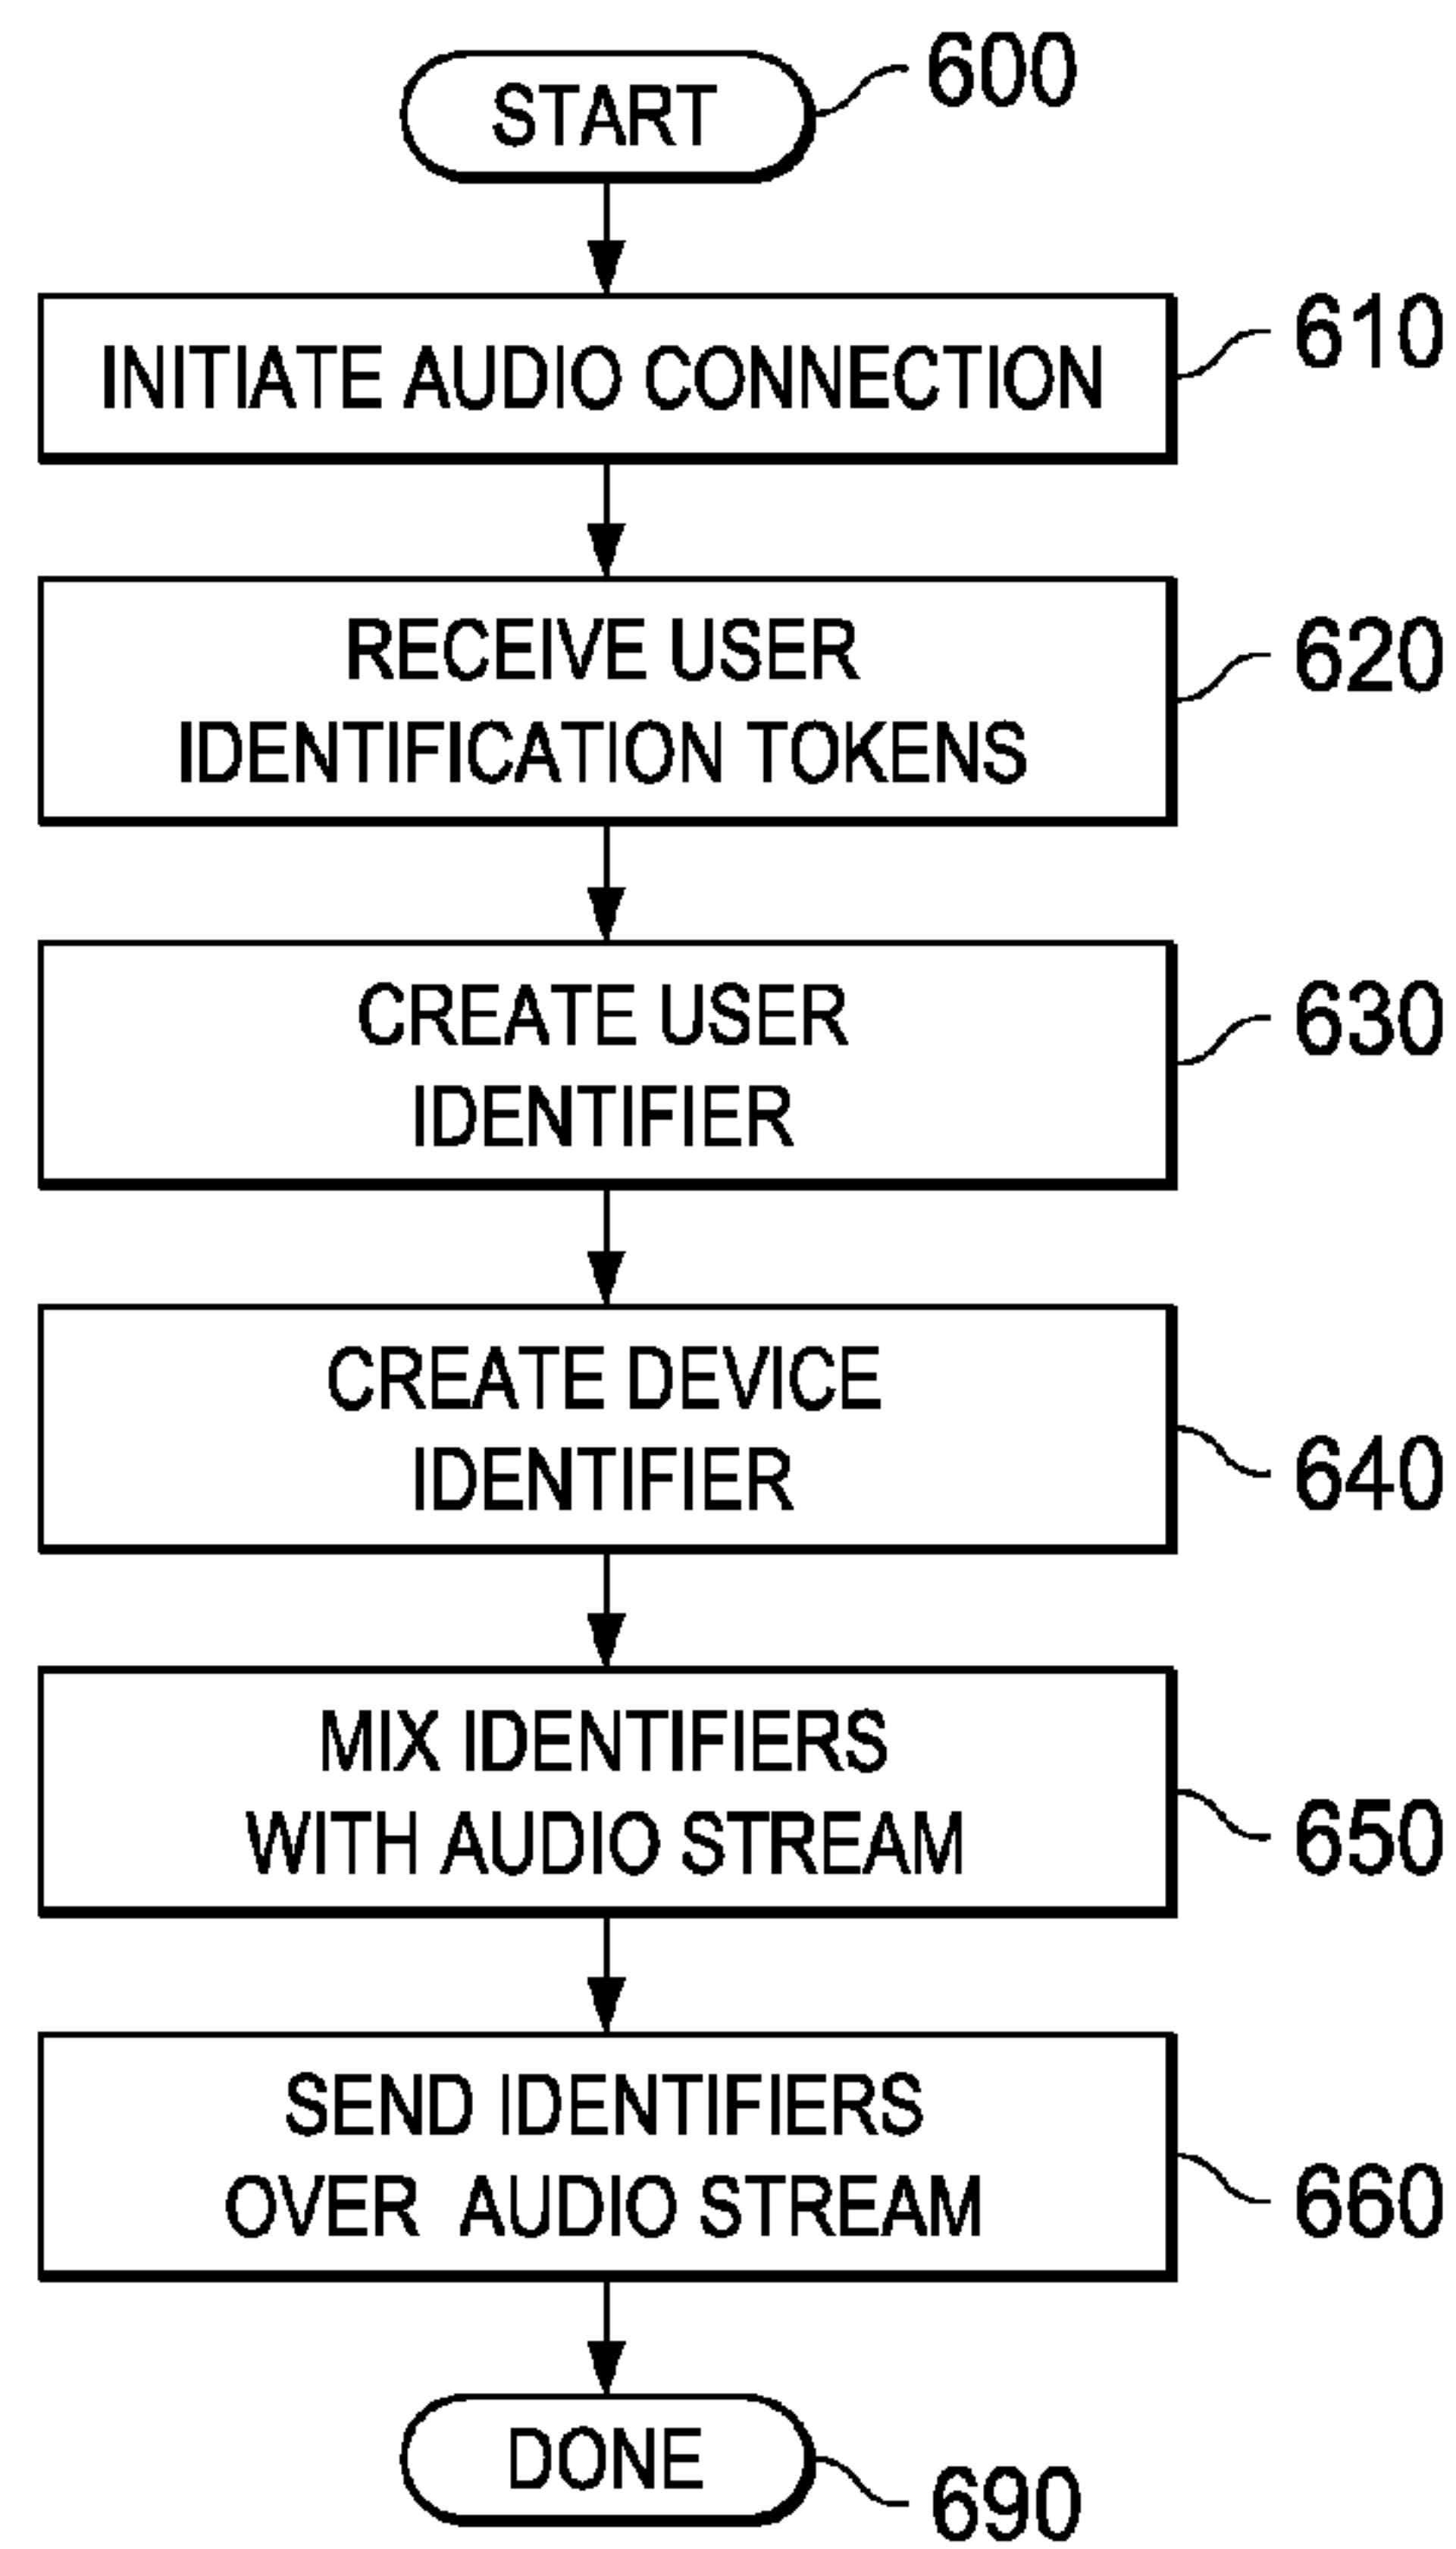 START
600
INITIATE AUDIO CONNECTION
610
RECEIVE USER
IDENTIFICATION TOKENS
620
CREATE USER
IDENTIFIER
630
CREATE DEVICE
IDENTIFIER
640
MIX IDENTIFIERS
WITH AUDIO STREAM
650
SEND IDENTIFIERS
OVER AUDIO STREAM
660
DONE
690